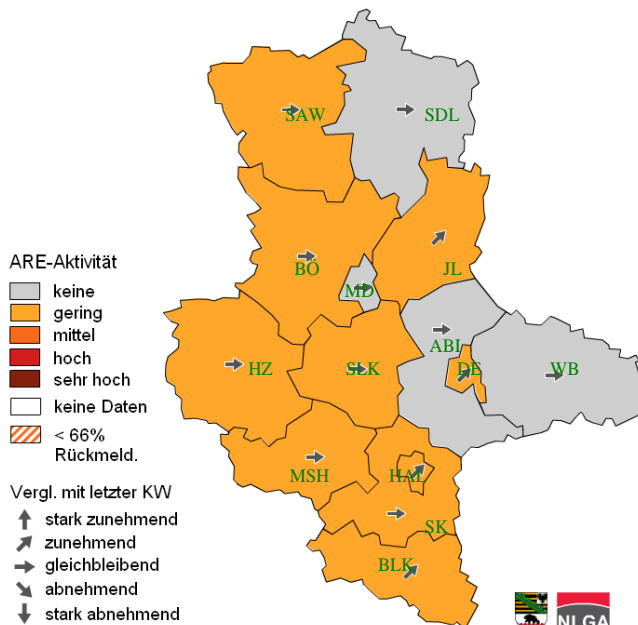 SAW
SDL
BÖ
JL
MD
ABI
HZ
SLK
DE
WB
MSH
HAL
SK
BLK
ARE-Aktivität
keine
gering
mittel
hoch
sehr hoch
keine Daten
< 66%
Rückmeld.
Vergl. mit letzter KW
stark zunehmend
zunehmend
gleichbleibend
abnehmend
stark abnehmend
NLGA